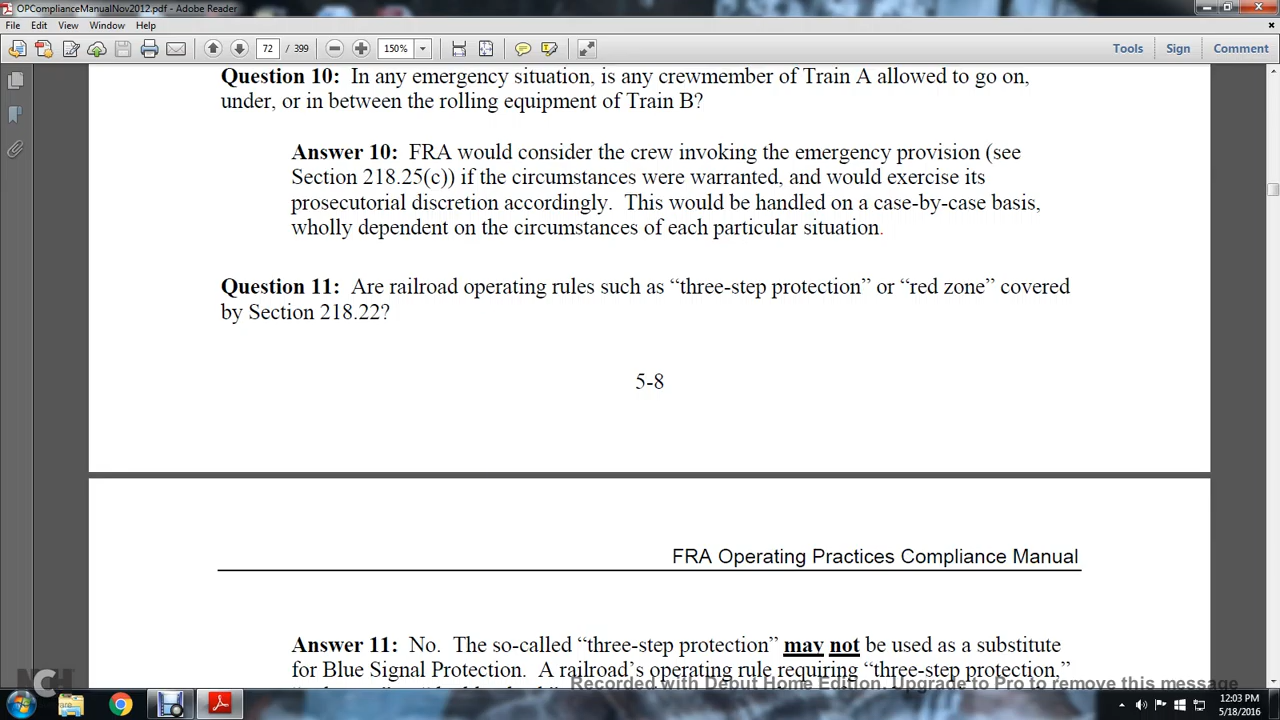 OPComplianceManualNov2012.pdf - Adobe Reader
File Edit View Window Help
72 / 399 150% Tools Sign Comment
Question 10: In any emergency situation, is any crewmember of Train A allowed to go on,
under, or in between the rolling equipment of Train B?
Answer 10: FRA would consider the crew invoking the emergency provision (see
Section 218.25(c)) if the circumstances were warranted, and would exercise its
prosecutorial discretion accordingly. This would be handled on a case-by-case basis,
wholly dependent on the circumstances of each particular situation.
Question 11: Are railroad operating rules such as “three-step protection” or “red zone” covered
by Section 218.22?
5-8
FRA Operating Practices Compliance Manual
Answer 11: No. The so-called “three-step protection” may not be used as a substitute
for Blue Signal Protection. A railroad’s operating rule requiring “three-step protection,”
Recorded with Debut Home Edition. Upgrade to Pro to remove this message
NCH
12:03 PM
5/18/2016